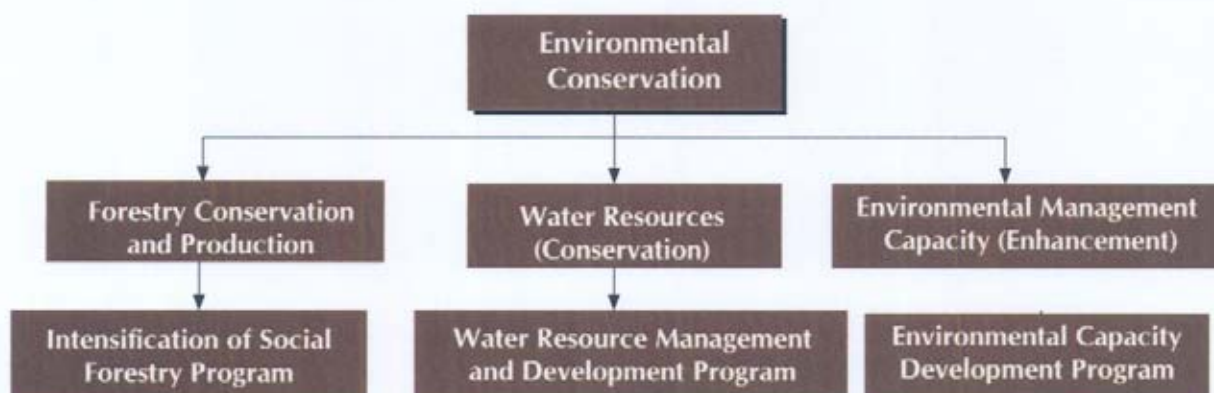 Environmental
Conservation
Forestry Conservation
and Production
Water Resources
(Conservation)
Environmental Management
Capacity (Enhancement)
Intensification of Social
Forestry Program
Water Resource Management
and Development Program
Environmental Capacity
Development Program